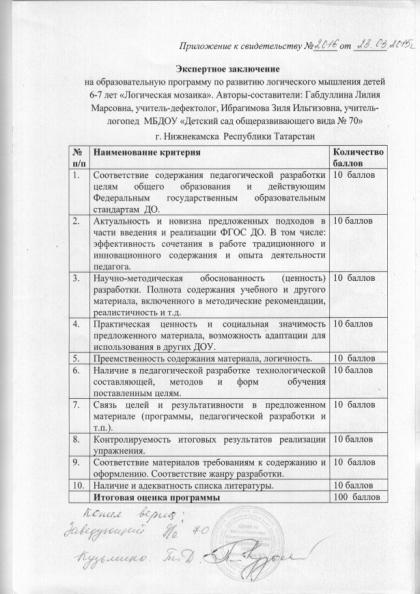 Приложение к свидетельству №2016 от 23.03.2015г.
Экспертное заключение
на образовательную программу по развитию логического мышления детей
6-7 лет «Логическая мозаика». Авторы-составители: Габдуллина Лилия
Марсовна, учитель-дефектолог, Ибрагимова Зиля Ильгизовна, учитель-
логопед МБДОУ «Детский сад общеразвивающего вида № 70»
г. Нижнекамска Республики Татарстан
№ Наименование критерия Количество
п/п баллов
1. Соответствие содержания педагогической разработки 10 баллов
целям общего образования и действующим
Федеральным государственным образовательным
стандартам ДО.
2. Актуальность и новизна предложенных подходов в 10 баллов
части введения и реализации ФГОС ДО. В том числе:
эффективность сочетания в работе традиционного и
инновационного содержания и опыта деятельности
педагога.
3. Научно-методическая обоснованность (ценность) 10 баллов
разработки. Полнота содержания учебного и другого
материала, включенного в методические рекомендации,
реалистичность и т.д.
4. Практическая ценность и социальная значимость 10 баллов
предложенного материала, возможность адаптации для
использования в других ДОУ.
5. Преемственность содержания материала, логичность. 10 баллов
6. Наличие в педагогической разработке технологической 10 баллов
составляющей, методов и форм обучения
поставленным целям.
7. Связь целей и результативности в предложенном 10 баллов
материале (программы, педагогической разработки и
т.п.).
8. Контролируемость итоговых результатов реализации 10 баллов
упражнения.
9. Соответствие материалов требованиям к содержанию и 10 баллов
оформлению. Соответствие жанру разработки.
10. Наличие и адекватность списка литературы. 10 баллов
Итоговая оценка программы 100 баллов
Копия верна:
Заведующий № 70
Кузьмина Т.Д.